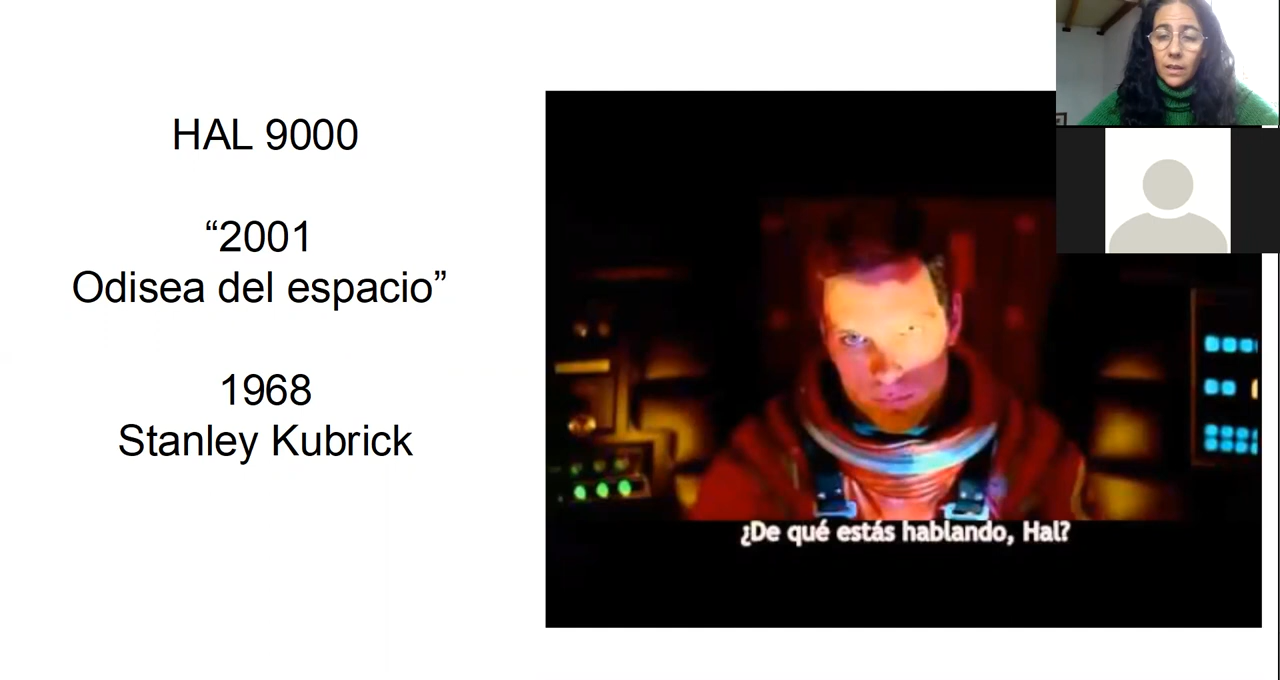 HAL 9000
“2001
Odisea del espacio”
1968
Stanley Kubrick
¿De qué estás hablando, Hal?